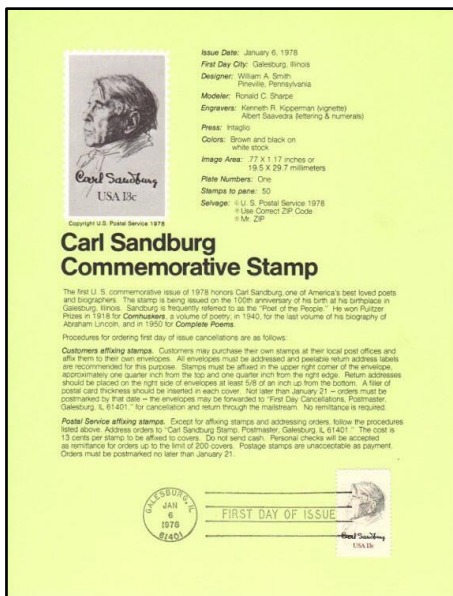 Carl Sandburg
USA 13c
Copyright U.S. Postal Service 1978
Issue Date: January 6, 1978
First Day City: Galesburg, Illinois
Designer: William A. Smith
Pineville, Pennsylvania
Modeler: Ronald C. Sharpe
Engravers: Kenneth R. Kipperman (vignette)
Albert Saavedra (lettering & numerals)
Press: Intaglio
Colors: Brown and black on
white stock
Image Area: .77 X 1.17 inches or
19.5 X 29.7 millimeters
Plate Numbers: One
Stamps to pane: 50
Selvage: ® U. S. Postal Service 1978
® Use Correct ZIP Code
® Mr. ZIP
Carl Sandburg
Commemorative Stamp
The first U. S. commemorative issue of 1978 honors Carl Sandburg, one of America's best loved poets
and biographers. The stamp is being issued on the 100th anniversary of his birth at his birthplace in
Galesburg, Illinois. Sandburg is frequently referred to as the "Poet of the People." He won Pulitzer
Prizes in 1918 for Cornhuskers, a volume of poetry; in 1940, for the last volume of his biography of
Abraham Lincoln, and in 1950 for Complete Poems.
Procedures for ordering first day of issue cancellations are as follows:
Customers affixing stamps. Customers may purchase their own stamps at their local post offices and
affix them to their own envelopes. All envelopes must be addressed and peelable return address labels
are recommended for this purpose. Stamps must be affixed in the upper right corner of the envelope,
approximately one quarter inch from the top and one quarter inch from the right edge. Return addresses
should be placed on the right side of envelopes at least 5/8 of an inch up from the bottom. A filler of
postal card thickness should be inserted in each cover. Not later than January 21 – orders must be
postmarked by that date – the envelopes may be forwarded to "First Day Cancellations, Postmaster,
Galesburg, IL 61401." for cancellation and return through the mailstream. No remittance is required.
Postal Service affixing stamps. Except for affixing stamps and addressing orders, follow the procedures
listed above. Address orders to "Carl Sandburg Stamp, Postmaster, Galesburg, IL 61401." The cost is
13 cents per stamp to be affixed to covers. Do not send cash. Personal checks will be accepted
as remittance for orders up to the limit of 200 covers. Postage stamps are unacceptable as payment.
Orders must be postmarked no later than January 21.
GALESBURG, IL
JAN
6
1978
61401
FIRST DAY OF ISSUE
Carl Sandburg
USA 13c